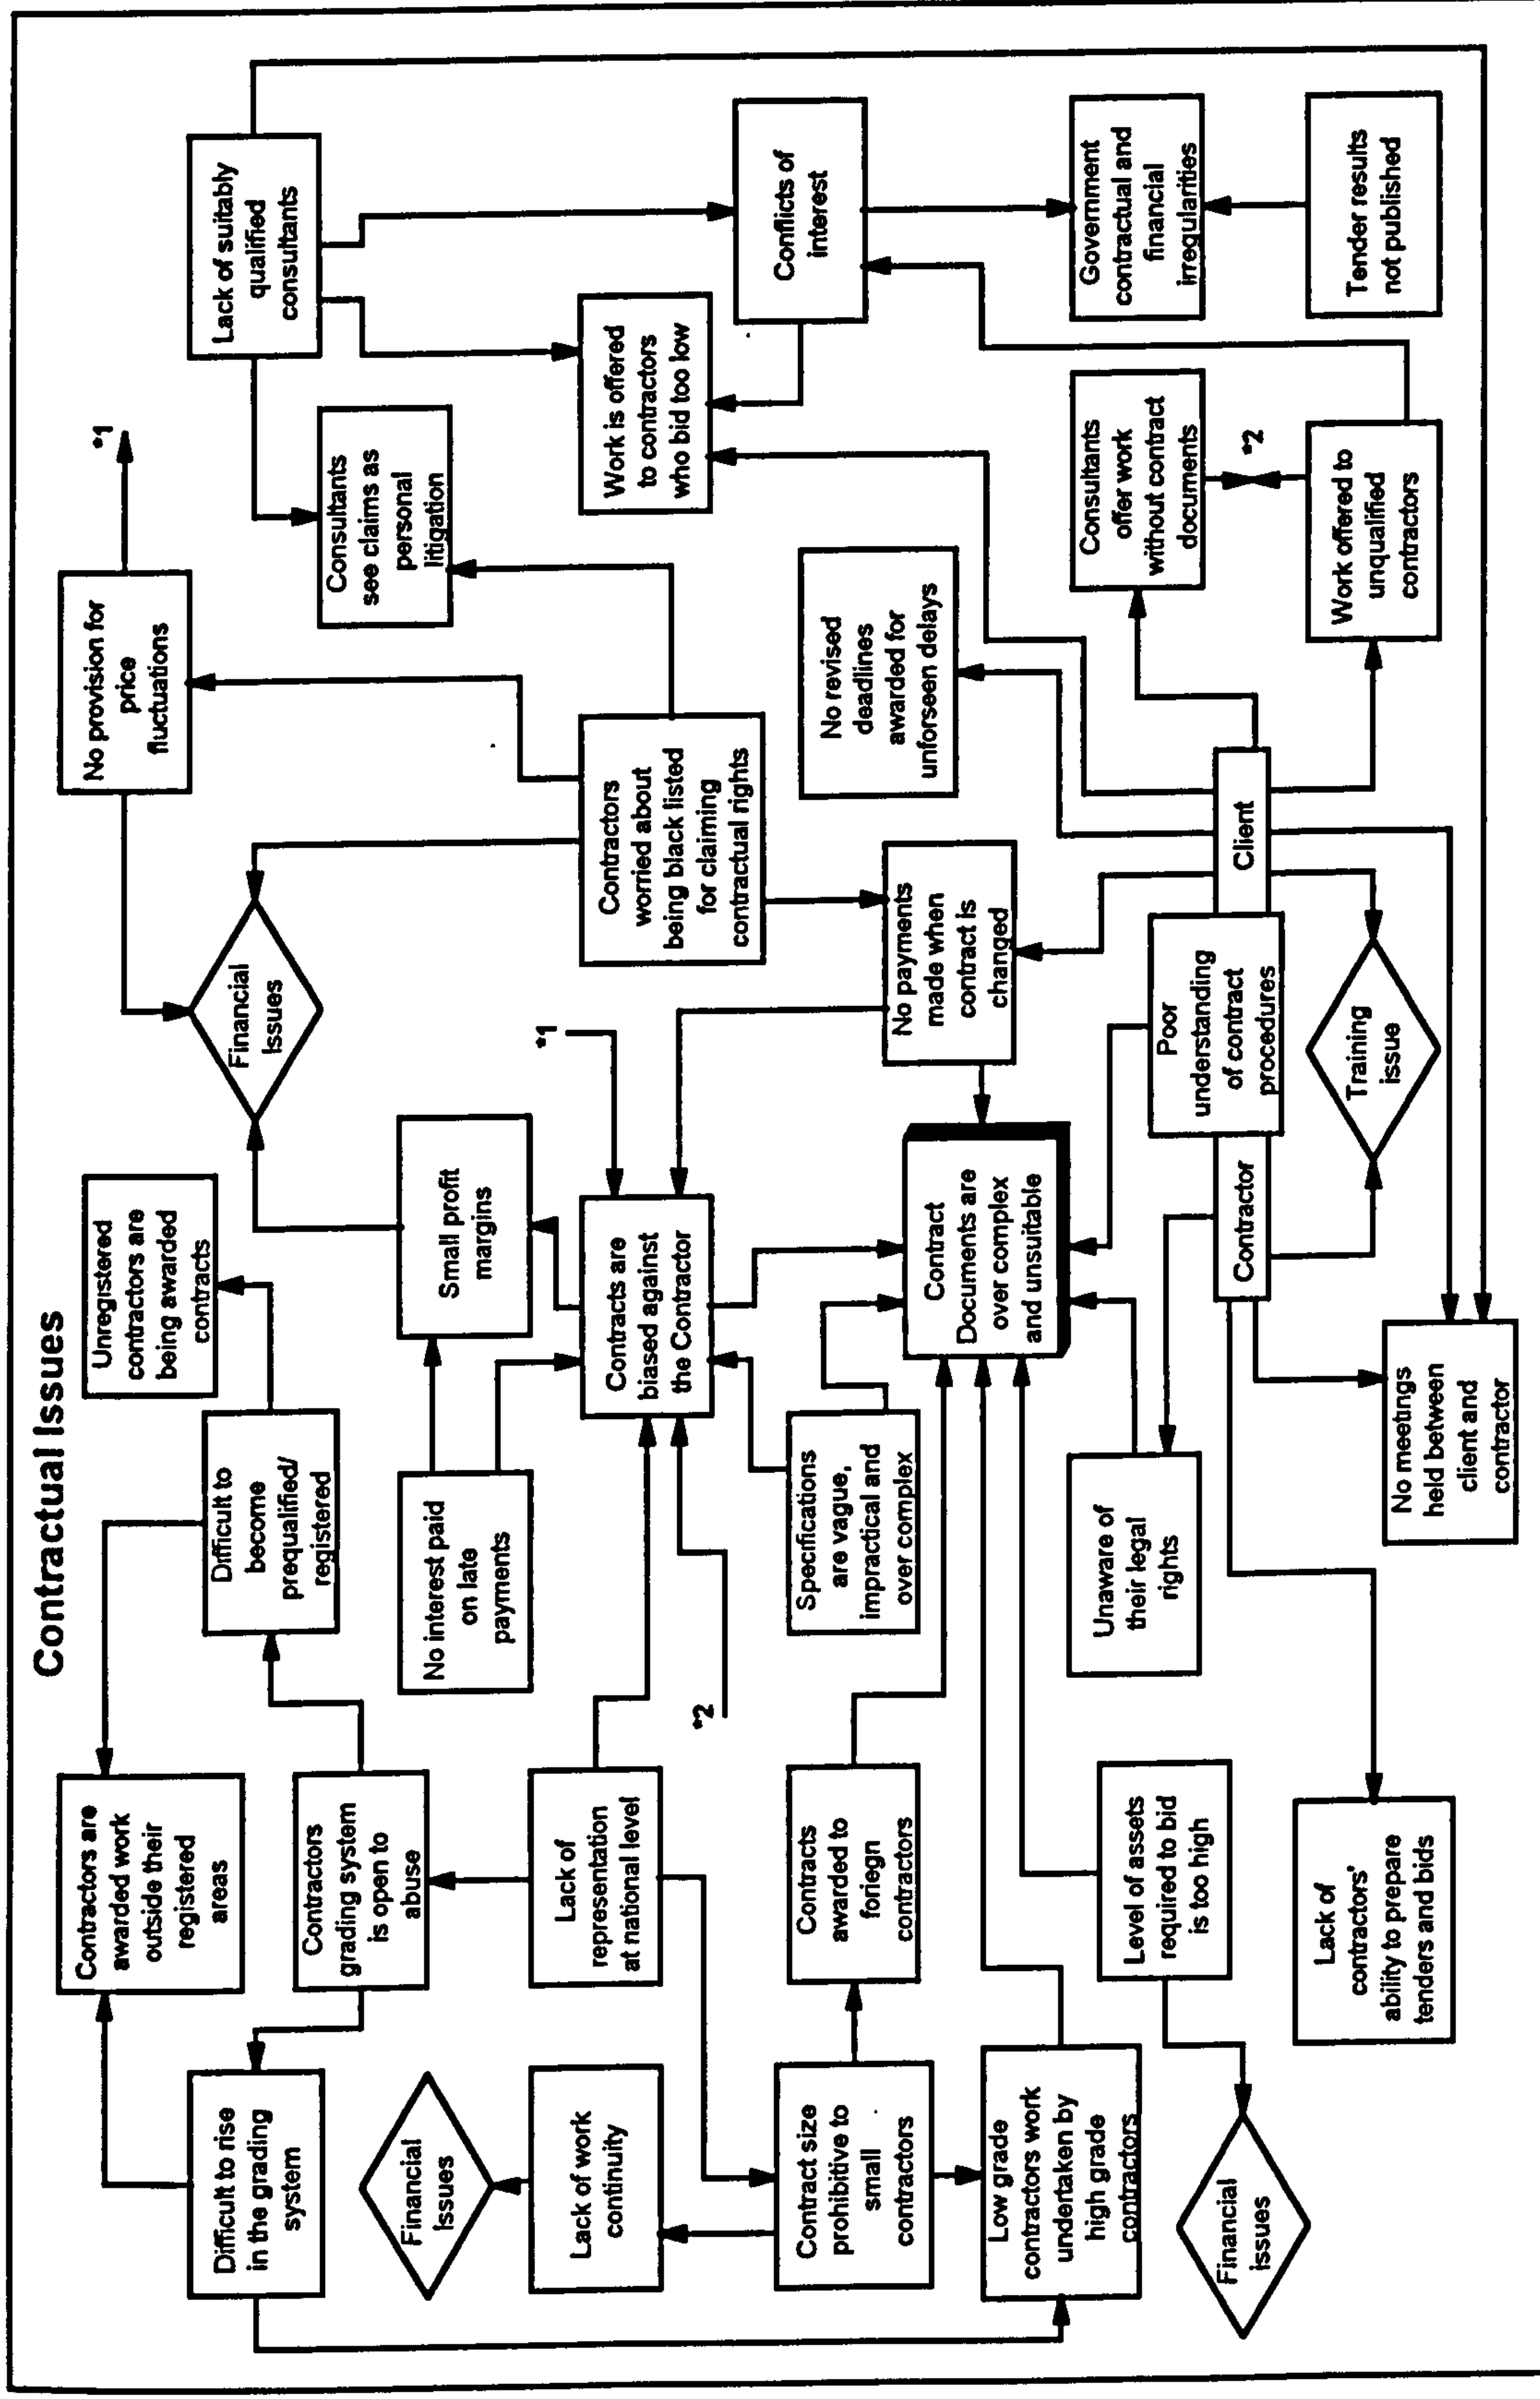 Contractual Issues
Contractors are
awarded work
outside their
registered
areas
Unregistered
contractors are
being awarded
contracts
No provision for
price
fluctuations
*1
Difficult to rise
in the grading
system
Difficult to
become
prequalified/
registered
Financial
Issues
Lack of suitably
qualified
consultants
Contractors
grading system
is open to
abuse
Consultants
see claims as
personal
litigation
Financial
Issues
No interest paid
on late
payments
Small profit
margins
*1
Lack of work
continuity
Lack of
representation
at national level
Contracts are
biased against
the Contractor
Contractors
worried about
being black listed
for claiming
contractual rights
Work is offered
to contractors
who bid too low
*2
Conflicts of
interest
Contract size
prohibitive to
small
contractors
Contracts
awarded to
foriegn
contractors
Specifications
are vague,
impractical and
over complex
No revised
deadlines
awarded for
unforseen delays
No payments
made when
contract is
changed
Contract
Documents are
over complex
and unsuitable
Low grade
contractors work
undertaken by
high grade
contractors
Level of assets
required to bid
is too high
Unaware of
their legal
rights
Consultants
offer work
without contract
documents
Government
contractual and
financial
irregularities
Contractor
Poor
understanding
of contract
procedures
Client
*2
Financial
issues
Lack of
contractors'
ability to prepare
tenders and bids
Training
issue
Work offered to
unqualified
contractors
Tender results
not published
No meetings
held between
client and
contractor